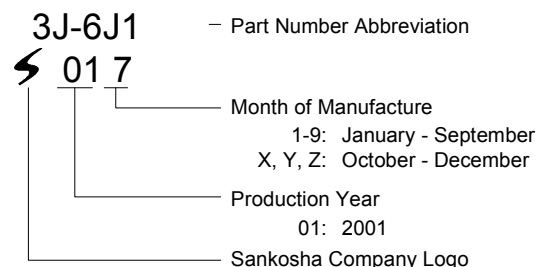 3J-6J1 – Part Number Abbreviation
01 7
Month of Manufacture
1-9: January - September
X, Y, Z: October - December
Production Year
01: 2001
Sankosha Company Logo